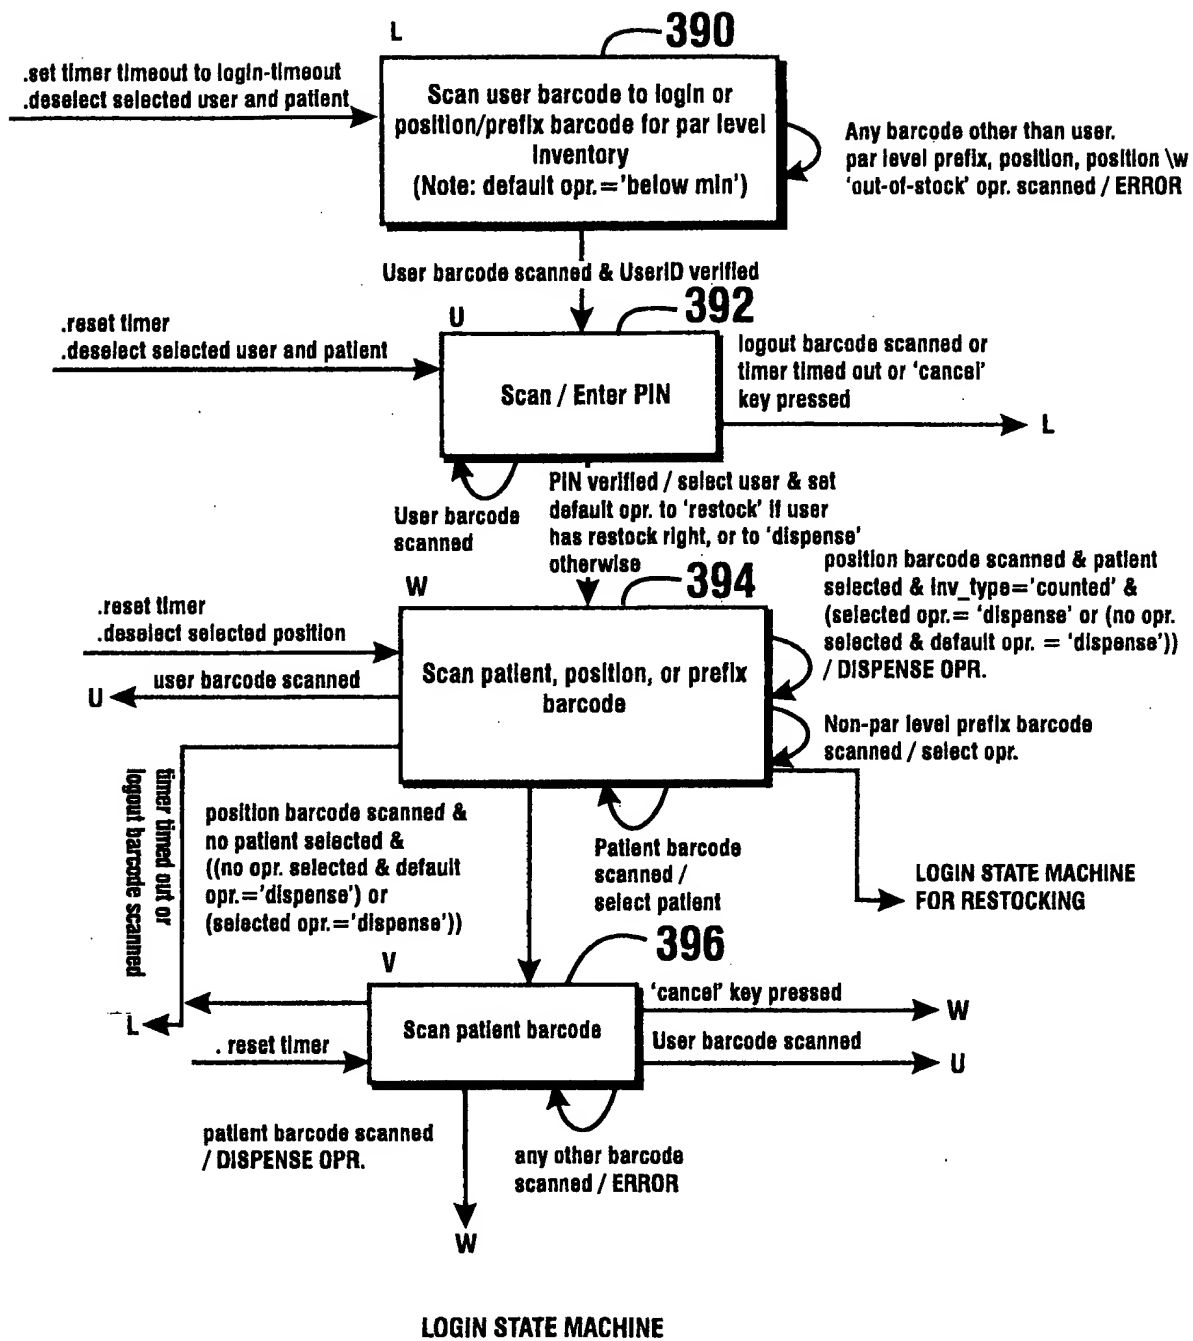 L
390
.set timer timeout to login-timeout
.deselect selected user and patient
Scan user barcode to login or
position/prefix barcode for par level
Inventory
(Note: default opr.='below min')
Any barcode other than user.
par level prefix, position, position \w
'out-of-stock' opr. scanned / ERROR
User barcode scanned & UserID verified
392
U
.reset timer
.deselect selected user and patient
Scan / Enter PIN
logout barcode scanned or
timer timed out or 'cancel'
key pressed
L
User barcode
scanned
PIN verified / select user & set
default opr. to 'restock' if user
has restock right, or to 'dispense'
otherwise
394
W
position barcode scanned & patient
selected & inv_type='counted' &
(selected opr.= 'dispense' or (no opr.
selected & default opr. = 'dispense'))
/ DISPENSE OPR.
.reset timer
.deselect selected position
Scan patient, position, or prefix
barcode
U
user barcode scanned
Non-par level prefix barcode
scanned / select opr.
timer timed out or
logout barcode scanned
position barcode scanned &
no patient selected &
((no opr. selected & default
opr.='dispense') or
(selected opr.='dispense'))
Patient barcode
scanned /
select patient
LOGIN STATE MACHINE
FOR RESTOCKING
396
V
L
. reset timer
Scan patient barcode
'cancel' key pressed
W
User barcode scanned
U
patient barcode scanned
/ DISPENSE OPR.
any other barcode
scanned / ERROR
W
LOGIN STATE MACHINE